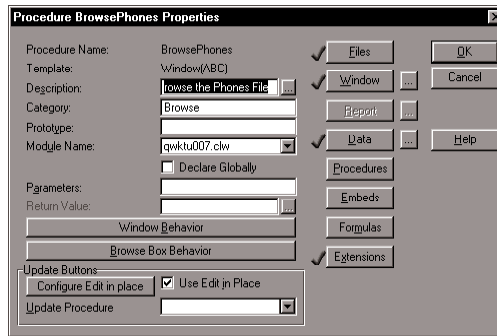 Procedure BrowsePhones Properties
Procedure Name: BrowsePhones
Template: Window(ABC)
Description: rowse the Phones File ...
Category: Browse
Prototype:
Module Name: qwktu007.clw
Declare Globally
Parameters:
Return Value: ...
Window Behavior
Browse Box Behavior
Update Buttons
Configure Edit in place
Use Edit in Place
Update Procedure
Files
Window ...
Report ...
Data ...
Procedures
Embeds
Formulas
Extensions
OK
Cancel
Help